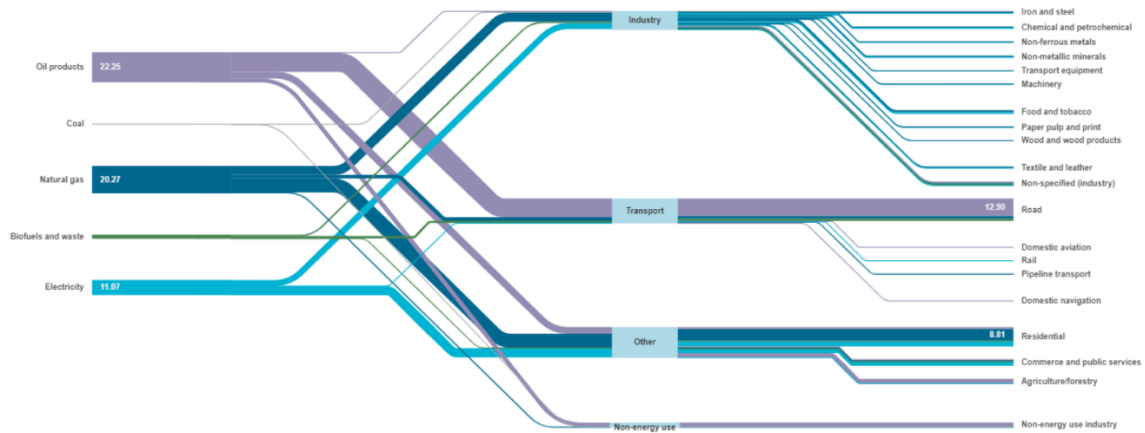 Oil products
22.25
Coal
Natural gas
20.27
Biofuels and waste
Electricity
11.07
Industry
Transport
Other
Non-energy use
Iron and steel
Chemical and petrochemical
Non-ferrous metals
Non-metallic minerals
Transport equipment
Machinery
Food and tobacco
Paper pulp and print
Wood and wood products
Textile and leather
Non-specified (industry)
12.90
Road
Domestic aviation
Rail
Pipeline transport
Domestic navigation
8.81
Residential
Commerce and public services
Agriculture/forestry
Non-energy use industry